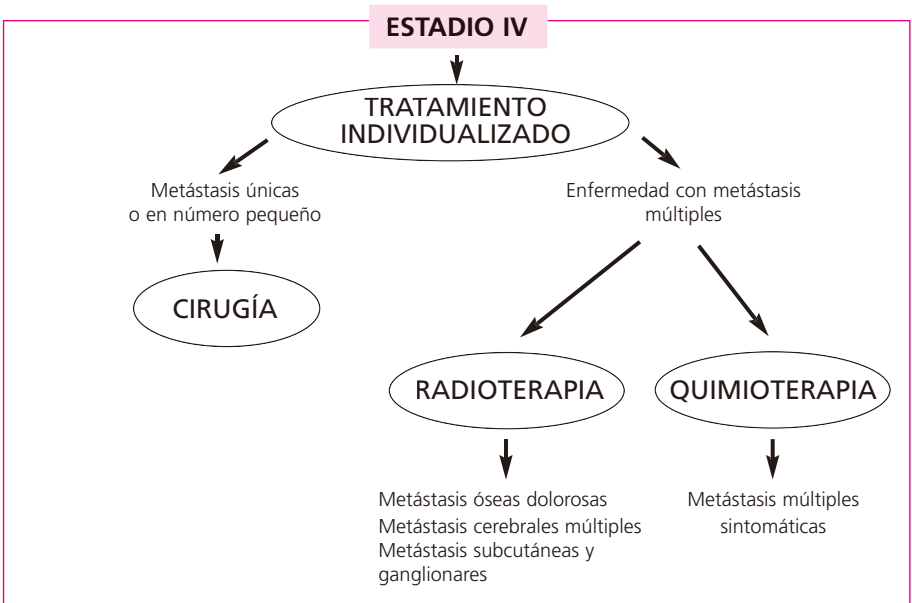 ESTADIO IV
TRATAMIENTO
INDIVIDUALIZADO
Metástasis únicas
o en número pequeño
Enfermedad con metástasis
múltiples
CIRUGÍA
RADIOTERAPIA
QUIMIOTERAPIA
Metástasis óseas dolorosas
Metástasis cerebrales múltiples
Metástasis subcutáneas y
ganglionares
Metástasis múltiples
sintomáticas